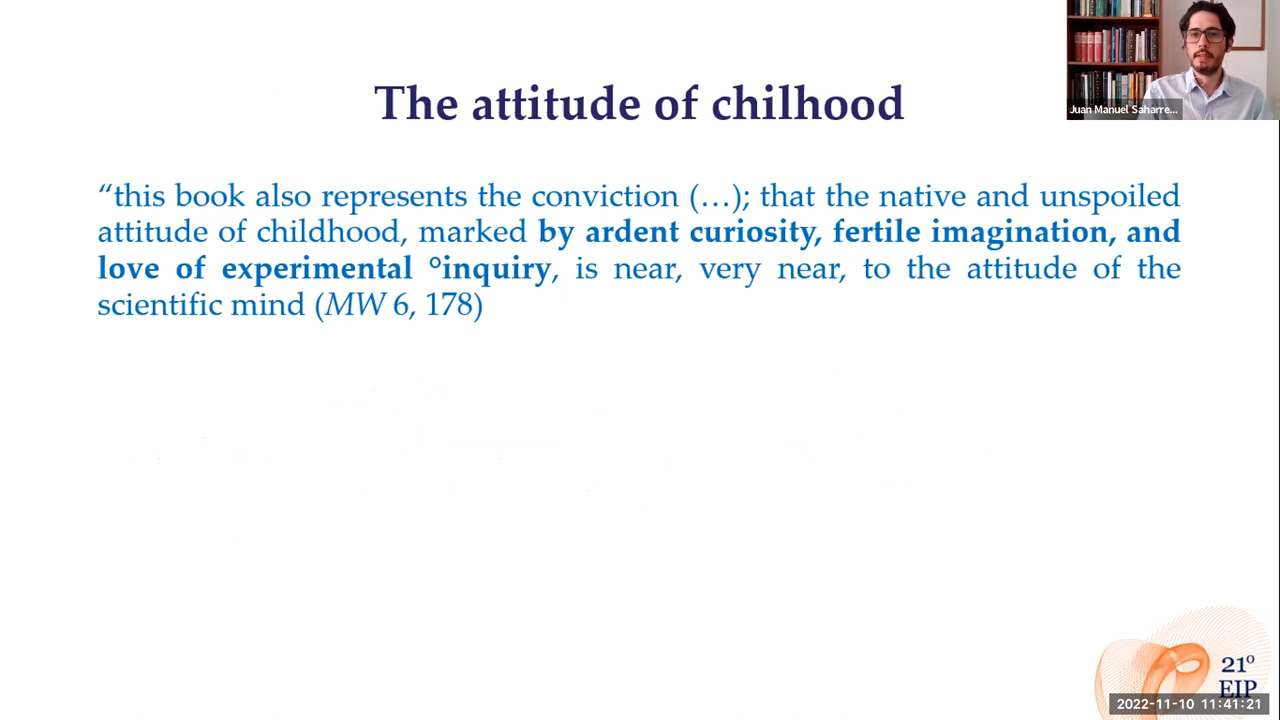 Juan Manuel Saharre...
The attitude of chilhood
“this book also represents the conviction (…); that the native and unspoiled
attitude of childhood, marked by ardent curiosity, fertile imagination, and
love of experimental °inquiry, is near, very near, to the attitude of the
scientific mind (MW 6, 178)
21º
EIP
2022-11-10 11:41:21